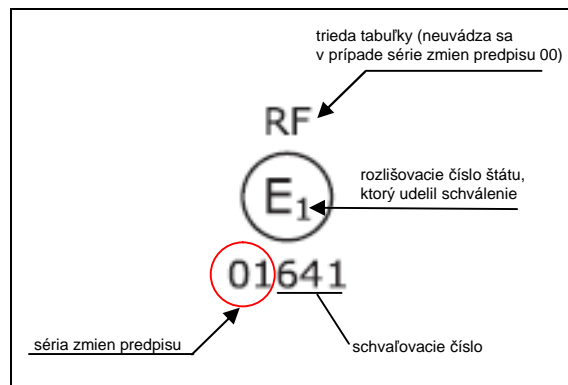 trieda tabuľky (neuvádza sa
v prípade série zmien predpisu 00)
RF
E1
rozlišovacie číslo štátu,
ktorý udelil schválenie
01641
séria zmien predpisu
schvaľovacie číslo